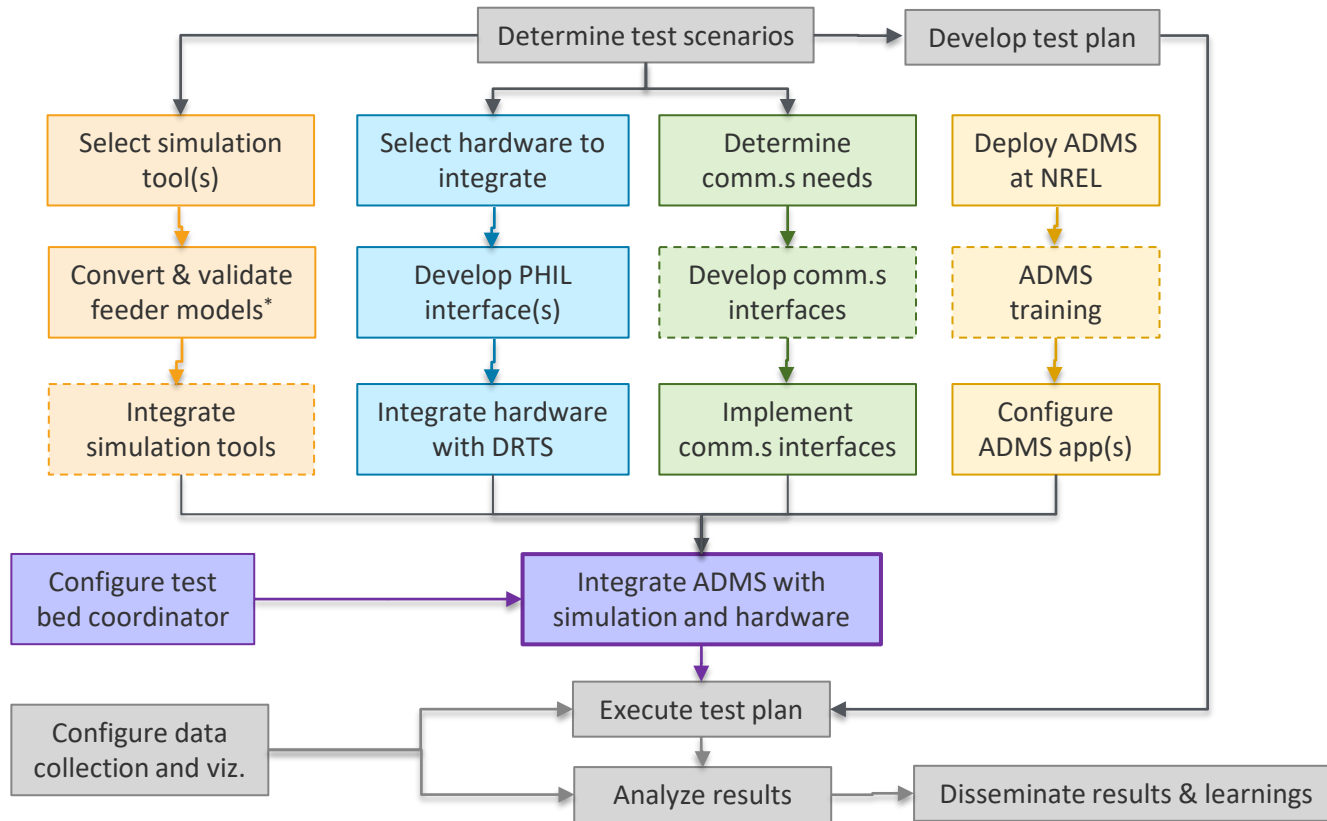 Determine test scenarios
Develop test plan
Select simulation
tool(s)
Select hardware to
integrate
Determine
comm.s needs
Deploy ADMS
at NREL
Convert & validate
feeder models*
Develop PHIL
interface(s)
Develop comm.s
interfaces
ADMS
training
Integrate
simulation tools
Integrate hardware
with DRTS
Implement
comm.s interfaces
Configure
ADMS app(s)
Configure test
bed coordinator
Integrate ADMS with
simulation and hardware
Execute test plan
Configure data
collection and viz.
Analyze results
Disseminate results & learnings